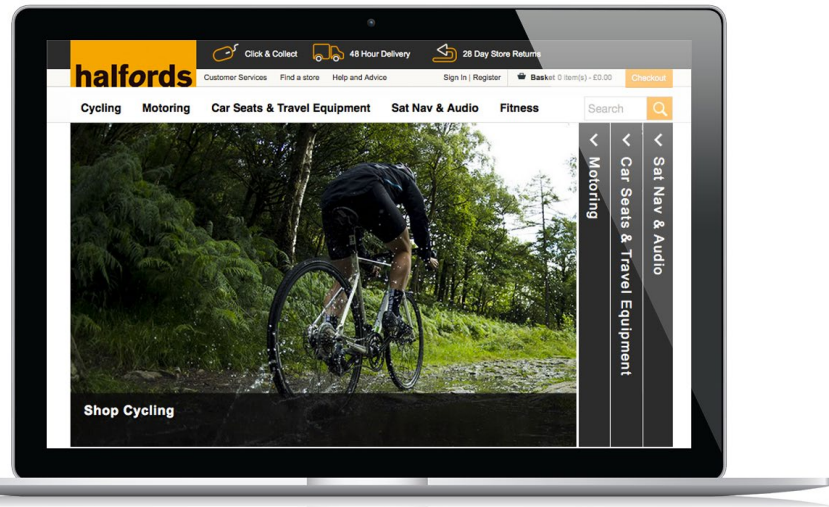 Click & Collect
48 Hour Delivery
28 Day Store Returns
halfords
Customer Services Find a store Help and Advice Sign In | Register Basket 0 item(s) - £0.00 Checkout
Cycling Motoring Car Seats & Travel Equipment Sat Nav & Audio Fitness Search
Motoring
Car Seats & Travel Equipment
Sat Nav & Audio
Shop Cycling